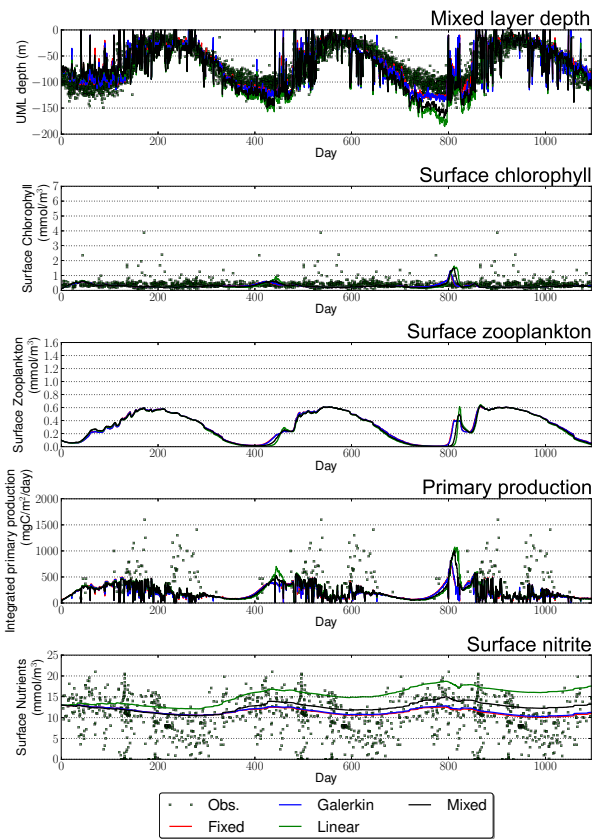 Mixed layer depth
UML depth (m)
0
−50
−100
−150
−200
0 200 400 600 800 1000
Day
Surface chlorophyll
Surface Chlorophyll
(mmol/m³)
7
6
5
4
3
2
1
0
0 200 400 600 800 1000
Day
Surface zooplankton
Surface Zooplankton
(mmol/m³)
1.6
1.4
1.2
1.0
0.8
0.6
0.4
0.2
0.0
0 200 400 600 800 1000
Day
Primary production
Integrated primary production
(mgC/m²/day)
2000
1500
1000
500
0
0 200 400 600 800 1000
Day
Surface nitrite
Surface Nutrients
(mmol/m³)
25
20
15
10
5
0
0 200 400 600 800 1000
Day
Obs. Galerkin Mixed
Fixed Linear